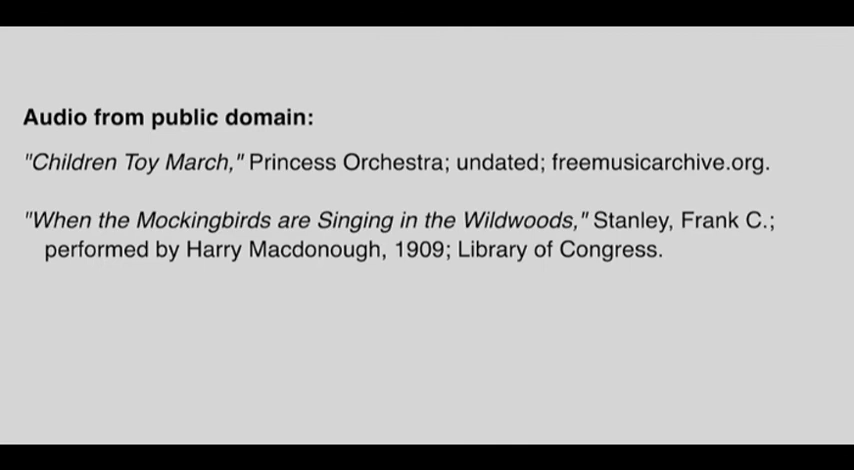 Audio from public domain:
"Children Toy March," Princess Orchestra; undated; freemusicarchive.org.
"When the Mockingbirds are Singing in the Wildwoods," Stanley, Frank C.;
performed by Harry Macdonough, 1909; Library of Congress.